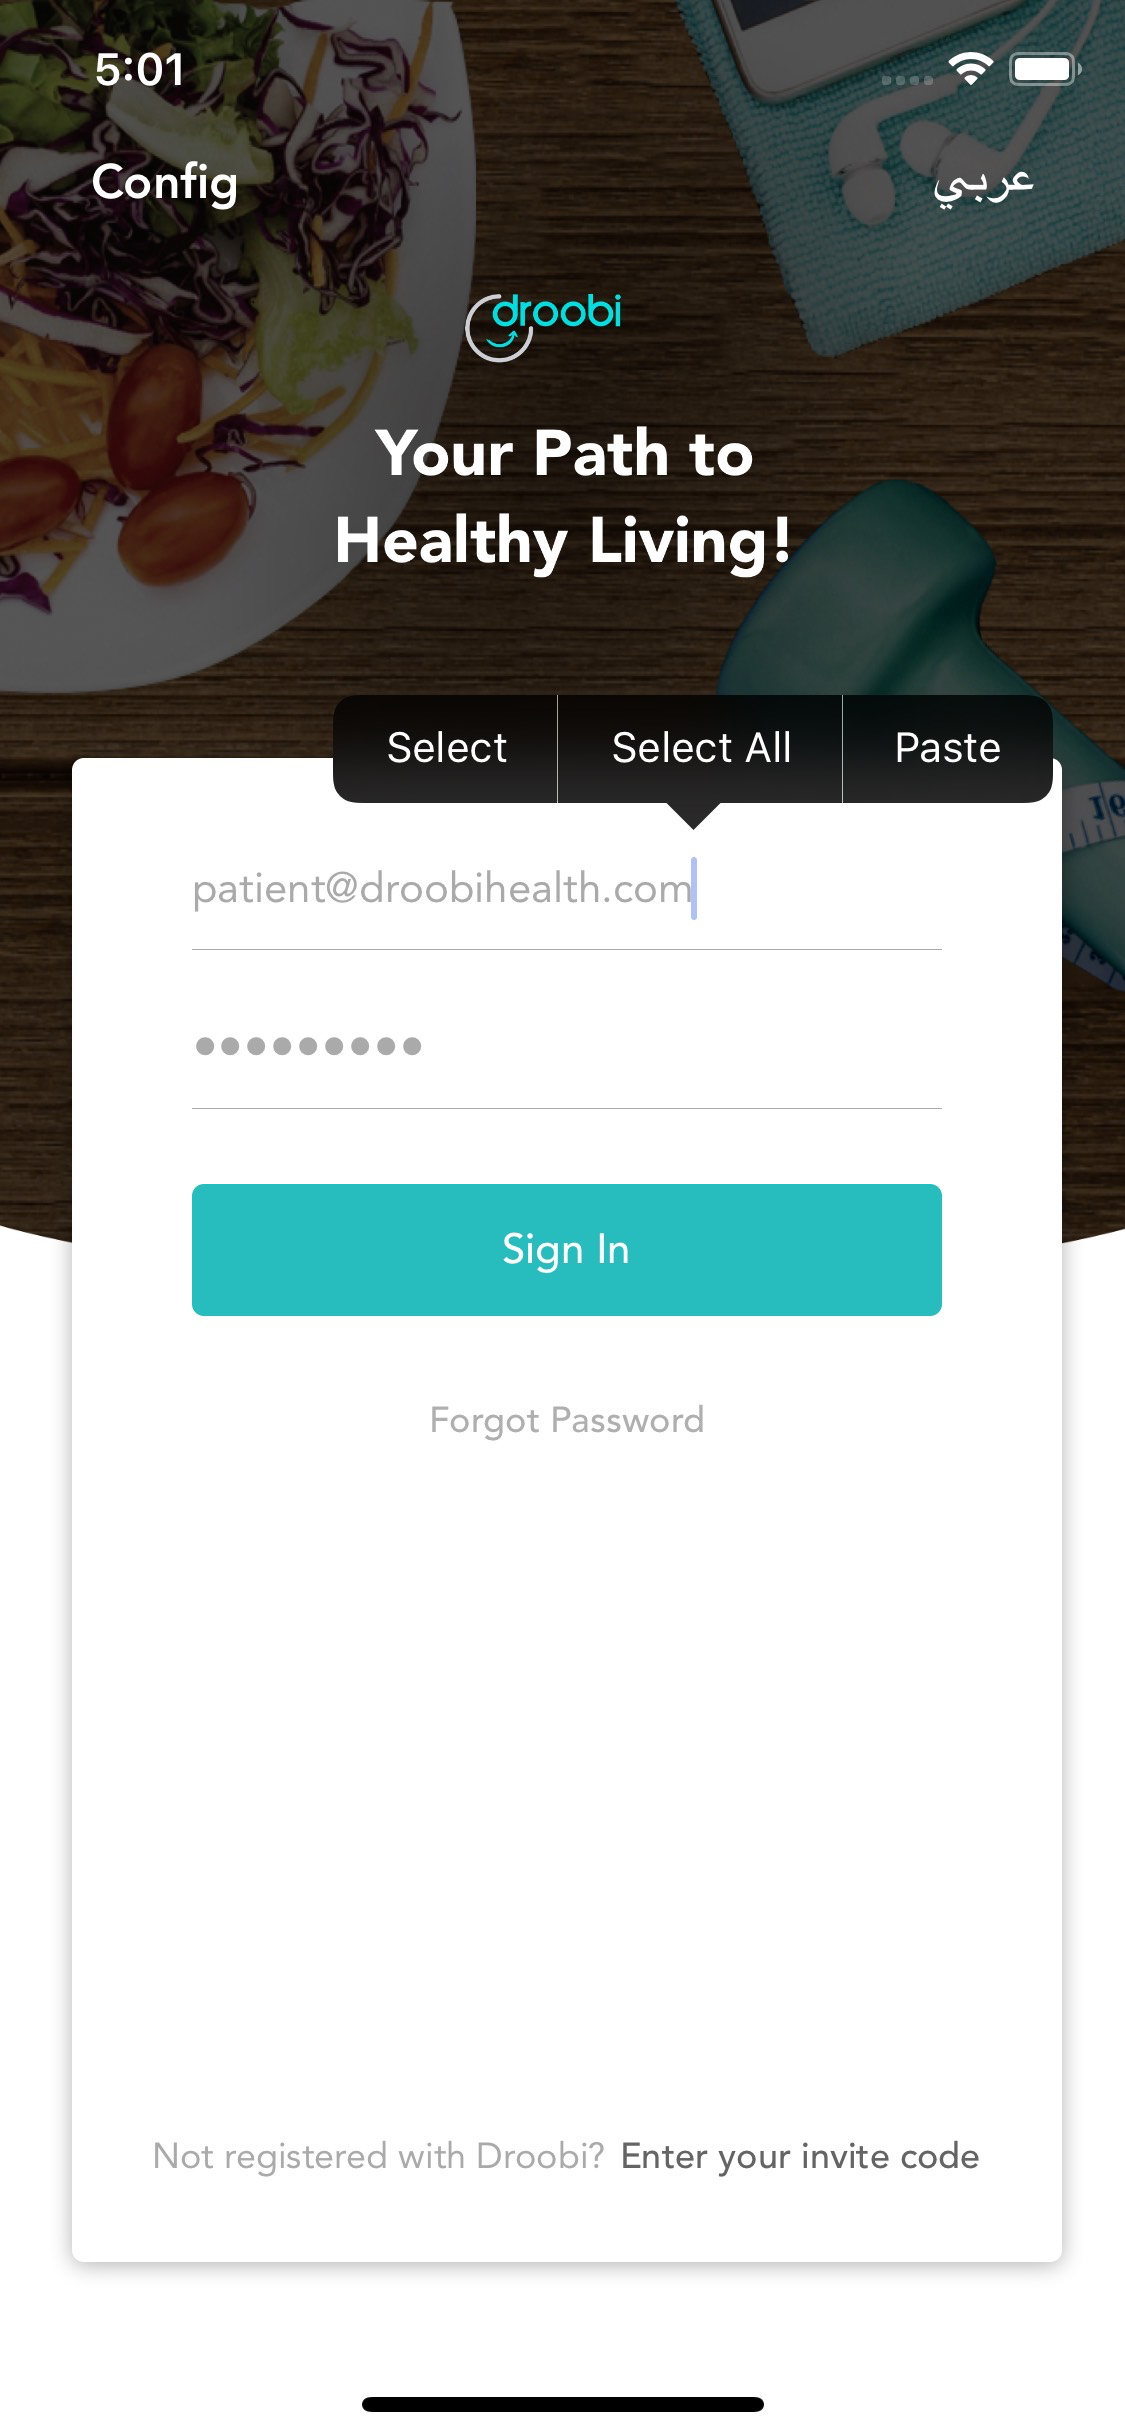 5:01
Config
عربي
droobi
Your Path to
Healthy Living!
Select
Select All
Paste
16
patient@droobihealth.com
•••••••••
Sign In
Forgot Password
Not registered with Droobi? Enter your invite code